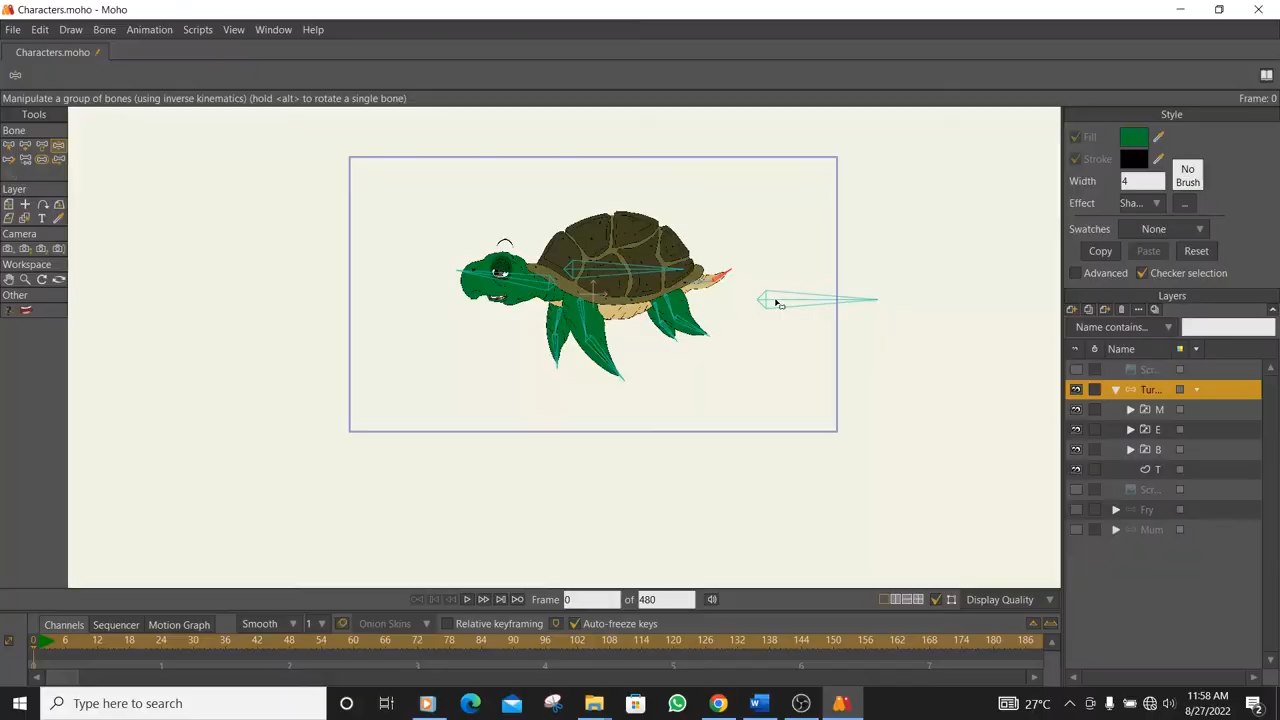 Characters.moho - Moho
File Edit Draw Bone Animation Scripts View Window Help
Characters.moho
Manipulate a group of bones (using inverse kinematics) (hold <alt> to rotate a single bone) Frame: 0
Tools
Bone
Layer
Camera
Workspace
Other
Style
Fill
Stroke
Width 4
No Brush
Effect Sha...
...
Swatches None
Copy Paste Reset
Advanced Checker selection
Layers
Name contains...
Name
Scr...
Tur...
M
E
B
T
Scr...
Fry
Mum
Frame 0 of 480 Display Quality
Channels Sequencer Motion Graph Smooth 1 Onion Skins Relative keyframing Auto-freeze keys
0 6 12 18 24 30 36 42 48 54 60 66 72 78 84 90 96 102 108 114 120 126 132 138 144 150 156 162 168 174 180 186
1 2 3 4 5 6 7
Type here to search
27°C
11:58 AM
8/27/2022
2